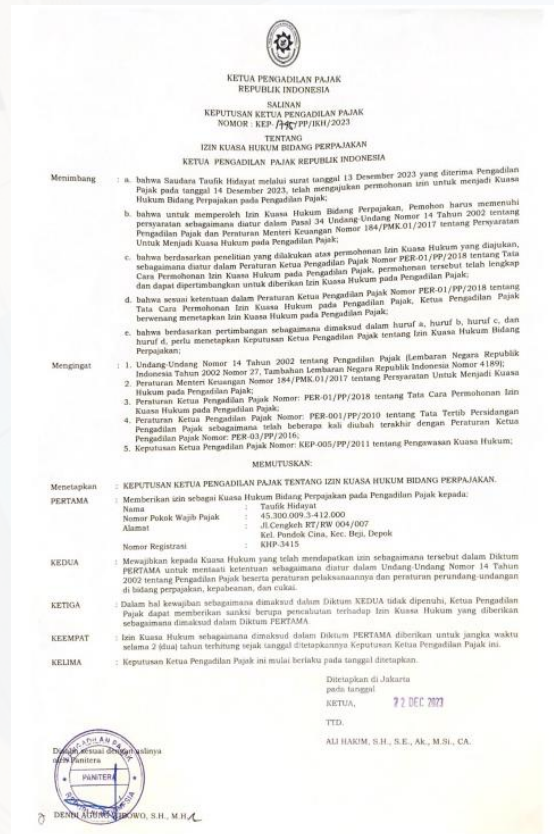 KETUA PENGADILAN PAJAK
REPUBLIK INDONESIA
SALINAN
KEPUTUSAN KETUA PENGADILAN PAJAK
NOMOR : KEP- /PP/IKH/2023
TENTANG
IZIN KUASA HUKUM BIDANG PERPAJAKAN
KETUA PENGADILAN PAJAK REPUBLIK INDONESIA
Menimbang : a. bahwa Saudara Taufik Hidayat melalui surat tanggal 13 Desember 2023 yang diterima Pengadilan
Pajak pada tanggal 14 Desember 2023, telah mengajukan permohonan izin untuk menjadi Kuasa
Hukum Bidang Perpajakan pada Pengadilan Pajak;
b. bahwa untuk memperoleh Izin Kuasa Hukum Bidang Perpajakan, Pemohon harus memenuhi
persyaratan sebagaimana diatur dalam Pasal 34 Undang-Undang Nomor 14 Tahun 2002 tentang
Pengadilan Pajak dan Peraturan Menteri Keuangan Nomor 184/PMK.01/2017 tentang Persyaratan
Untuk Menjadi Kuasa Hukum pada Pengadilan Pajak;
c. bahwa berdasarkan penelitian yang dilakukan atas permohonan Izin Kuasa Hukum yang diajukan,
sebagaimana diatur dalam Peraturan Ketua Pengadilan Pajak Nomor PER-01/PP/2018 tentang Tata
Cara Permohonan Izin Kuasa Hukum pada Pengadilan Pajak, permohonan tersebut telah lengkap
dan dapat dipertimbangkan untuk diberikan Izin Kuasa Hukum pada Pengadilan Pajak;
d. bahwa sesuai ketentuan dalam Peraturan Ketua Pengadilan Pajak Nomor PER-01/PP/2018 tentang
Tata Cara Permohonan Izin Kuasa Hukum pada Pengadilan Pajak, Ketua Pengadilan Pajak
berwenang menetapkan Izin Kuasa Hukum pada Pengadilan Pajak;
e. bahwa berdasarkan pertimbangan sebagaimana dimaksud dalam huruf a, huruf b, huruf c, dan
huruf d, perlu menetapkan Keputusan Ketua Pengadilan Pajak tentang Izin Kuasa Hukum Bidang
Perpajakan;
Mengingat : 1. Undang-Undang Nomor 14 Tahun 2002 tentang Pengadilan Pajak (Lembaran Negara Republik
Indonesia Tahun 2002 Nomor 27, Tambahan Lembaran Negara Republik Indonesia Nomor 4189);
2. Peraturan Menteri Keuangan Nomor 184/PMK.01/2017 tentang Persyaratan Untuk Menjadi Kuasa
Hukum pada Pengadilan Pajak;
3. Peraturan Ketua Pengadilan Pajak Nomor: PER-01/PP/2018 tentang Tata Cara Permohonan Izin
Kuasa Hukum pada Pengadilan Pajak;
4. Peraturan Ketua Pengadilan Pajak Nomor: PER-001/PP/2010 tentang Tata Tertib Persidangan
Pengadilan Pajak sebagaimana telah beberapa kali diubah terakhir dengan Peraturan Ketua
Pengadilan Pajak Nomor: PER-03/PP/2016;
5. Keputusan Ketua Pengadilan Pajak Nomor: KEP-005/PP/2011 tentang Pengawasan Kuasa Hukum;
MEMUTUSKAN:
Menetapkan : KEPUTUSAN KETUA PENGADILAN PAJAK TENTANG IZIN KUASA HUKUM BIDANG PERPAJAKAN.
PERTAMA : Memberikan izin sebagai Kuasa Hukum Bidang Perpajakan pada Pengadilan Pajak kepada:
Nama : Taufik Hidayat
Nomor Pokok Wajib Pajak : 45.300.009.3-412.000
Alamat : Jl.Cengkeh RT/RW 004/007
Kel. Pondok Cina, Kec. Beji, Depok
Nomor Registrasi : KHP-3415
KEDUA : Mewajibkan kepada Kuasa Hukum yang telah mendapatkan izin sebagaimana tersebut dalam Diktum
PERTAMA untuk mentaati ketentuan sebagaimana diatur dalam Undang-Undang Nomor 14 Tahun
2002 tentang Pengadilan Pajak beserta peraturan pelaksanaannya dan peraturan perundang-undangan
di bidang perpajakan, kepabeanan, dan cukai.
KETIGA : Dalam hal kewajiban sebagaimana dimaksud dalam Diktum KEDUA tidak dipenuhi, Ketua Pengadilan
Pajak dapat memberikan sanksi berupa pencabutan terhadap Izin Kuasa Hukum yang diberikan
sebagaimana dimaksud dalam Diktum PERTAMA.
KEEMPAT : Izin Kuasa Hukum sebagaimana dimaksud dalam Diktum PERTAMA diberikan untuk jangka waktu
selama 2 (dua) tahun terhitung sejak tanggal ditetapkannya Keputusan Ketua Pengadilan Pajak ini.
KELIMA : Keputusan Ketua Pengadilan Pajak ini mulai berlaku pada tanggal ditetapkan.
Ditetapkan di Jakarta
pada tanggal
KETUA, 22 DEC 2023
TTD.
ALI HAKIM, S.H., S.E., Ak., M.Si., CA.
Disalin sesuai dengan aslinya
oleh Panitera
PENGADILAN PAJAK
PANITERA
REPUBLIK INDONESIA
DENDI AGUNG WIBOWO, S.H., M.H.